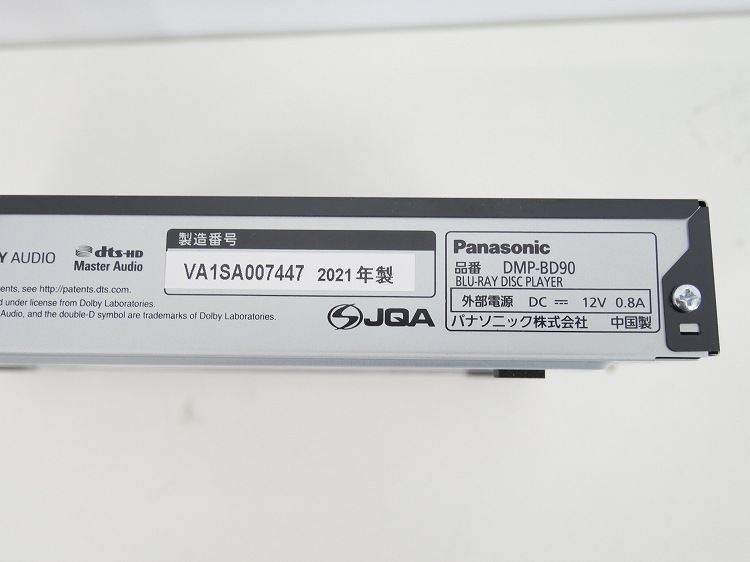 Y AUDIO
dts-HD
Master Audio
ents, see http://patents.dts.com.
d under license from Dolby Laboratories.
Audio, and the double-D symbol are trademarks of Dolby Laboratories.
製造番号
VA1SA007447 2021年製
JQA
Panasonic
品番 DMP-BD90
BLU-RAY DISC PLAYER
外部電源 DC ⎓ 12V 0.8A
パナソニック株式会社 中国製